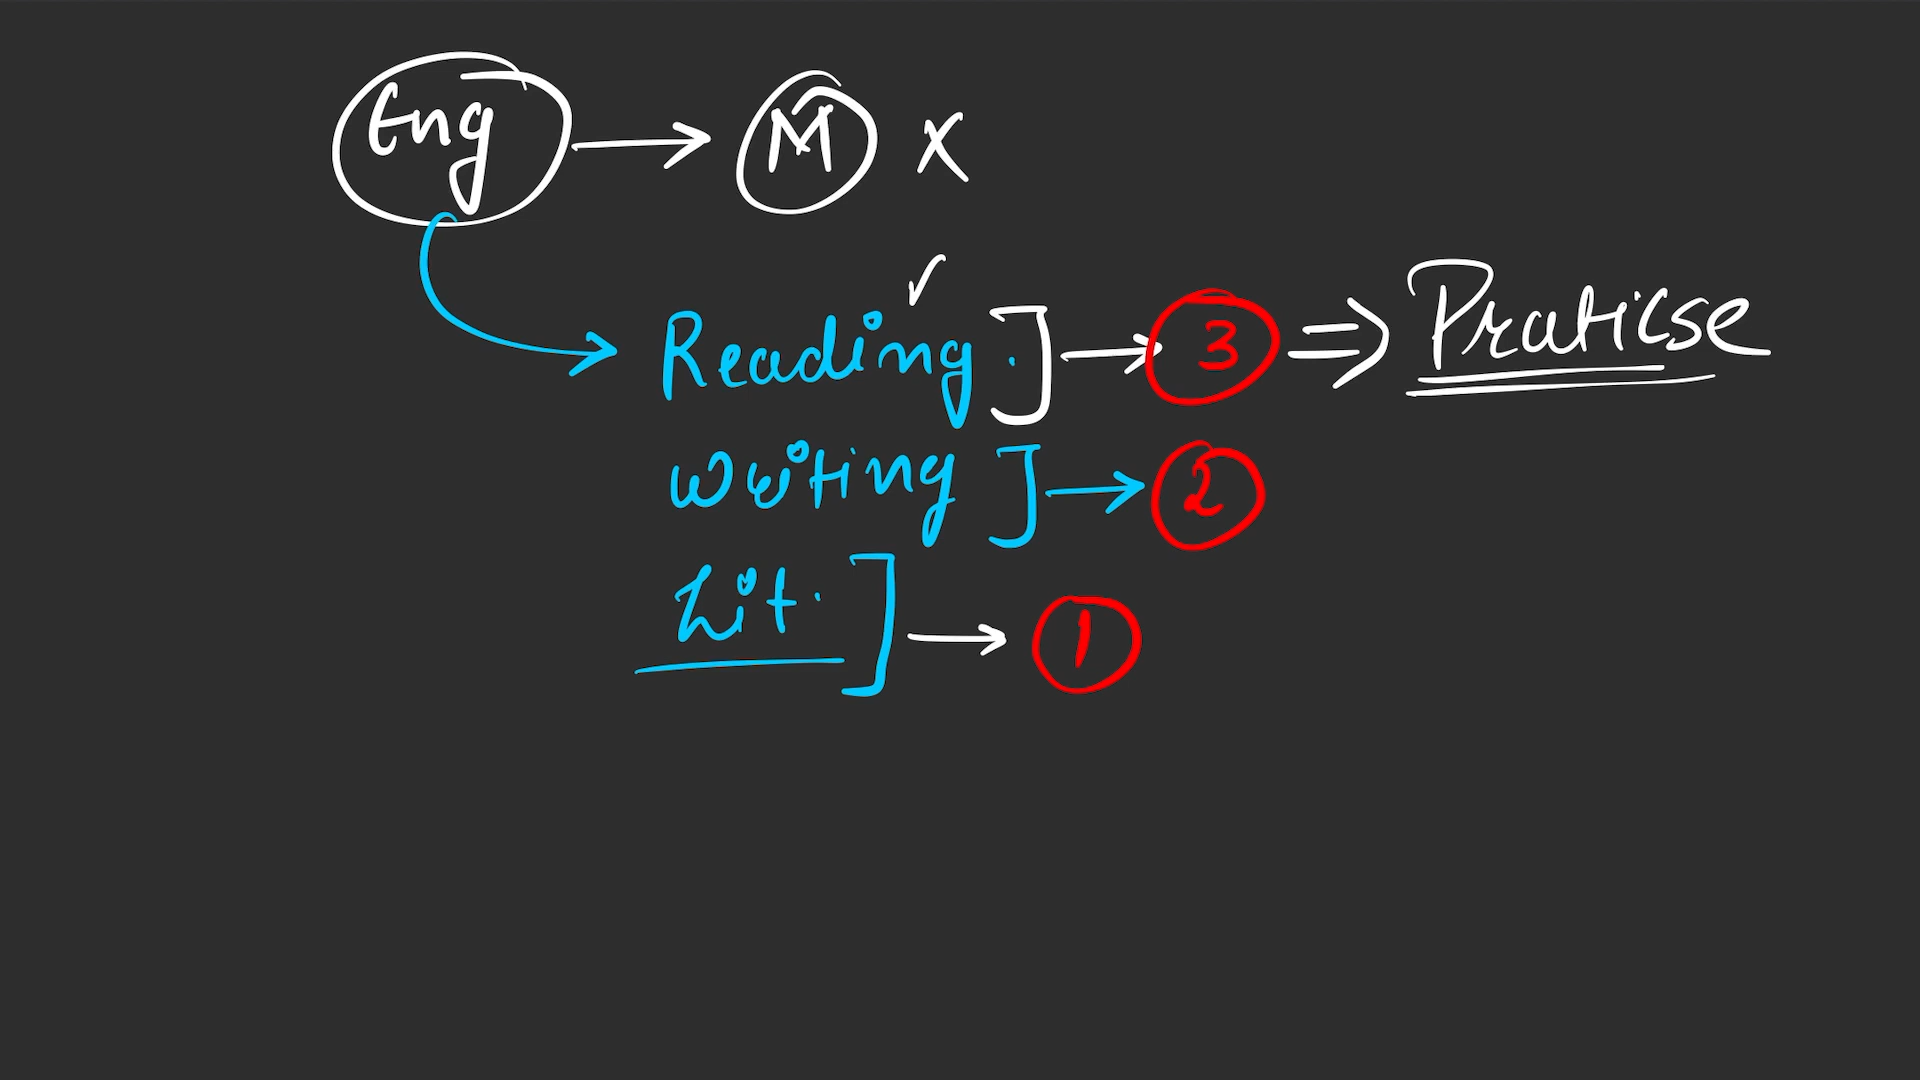 Eng → M x
Reading ] → 3 ⇒ Praticse
Writing ] → 2
Lit. ] → 1